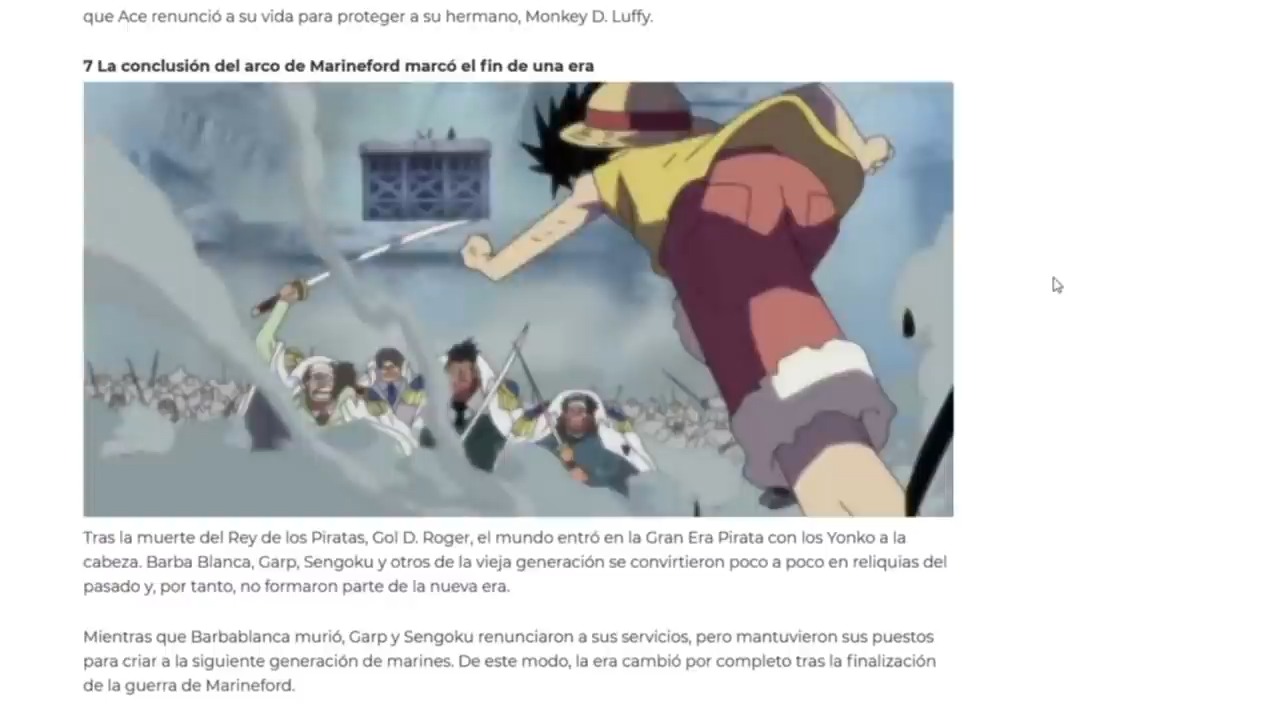 que Ace renunció a su vida para proteger a su hermano, Monkey D. Luffy.
7 La conclusión del arco de Marineford marcó el fin de una era
Tras la muerte del Rey de los Piratas, Gol D. Roger, el mundo entró en la Gran Era Pirata con los Yonko a la
cabeza. Barba Blanca, Garp, Sengoku y otros de la vieja generación se convirtieron poco a poco en reliquias del
pasado y, por tanto, no formaron parte de la nueva era.
Mientras que Barbablanca murió, Garp y Sengoku renunciaron a sus servicios, pero mantuvieron sus puestos
para criar a la siguiente generación de marines. De este modo, la era cambió por completo tras la finalización
de la guerra de Marineford.